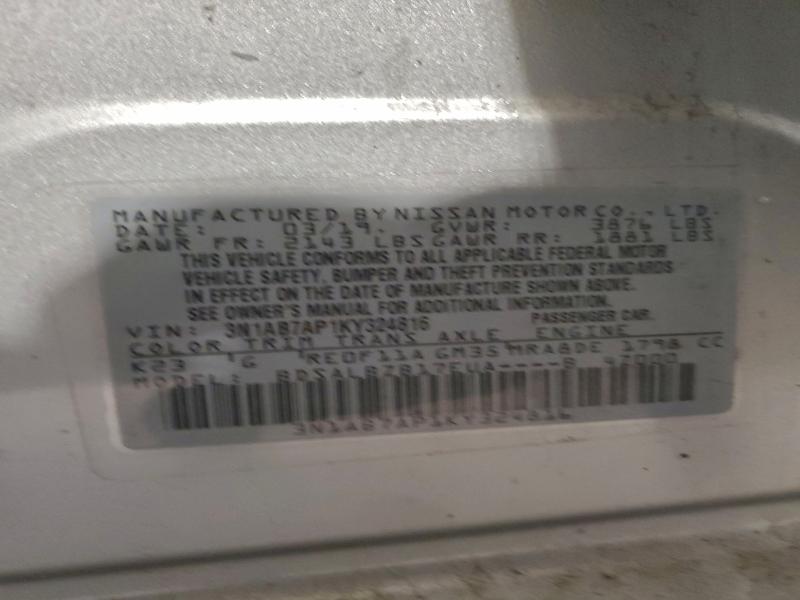 MANUFACTURED BY NISSAN MOTOR CO., LTD.
DATE: 03/19. GVWR: 3876 LBS
GAWR FR: 2143 LBS GAWR RR: 1881 LBS
THIS VEHICLE CONFORMS TO ALL APPLICABLE FEDERAL MOTOR
VEHICLE SAFETY, BUMPER AND THEFT PREVENTION STANDARDS
IN EFFECT ON THE DATE OF MANUFACTURE SHOWN ABOVE.
SEE OWNER'S MANUAL FOR ADDITIONAL INFORMATION.
VIN: 3N1AB7AP1KY324816 PASSENGER CAR.
COLOR TRIM TRANS AXLE ENGINE
K23 G RE0F11A GM35 MRA8DE 1798 CC
MODEL:
3N1AB7AP1KY324816